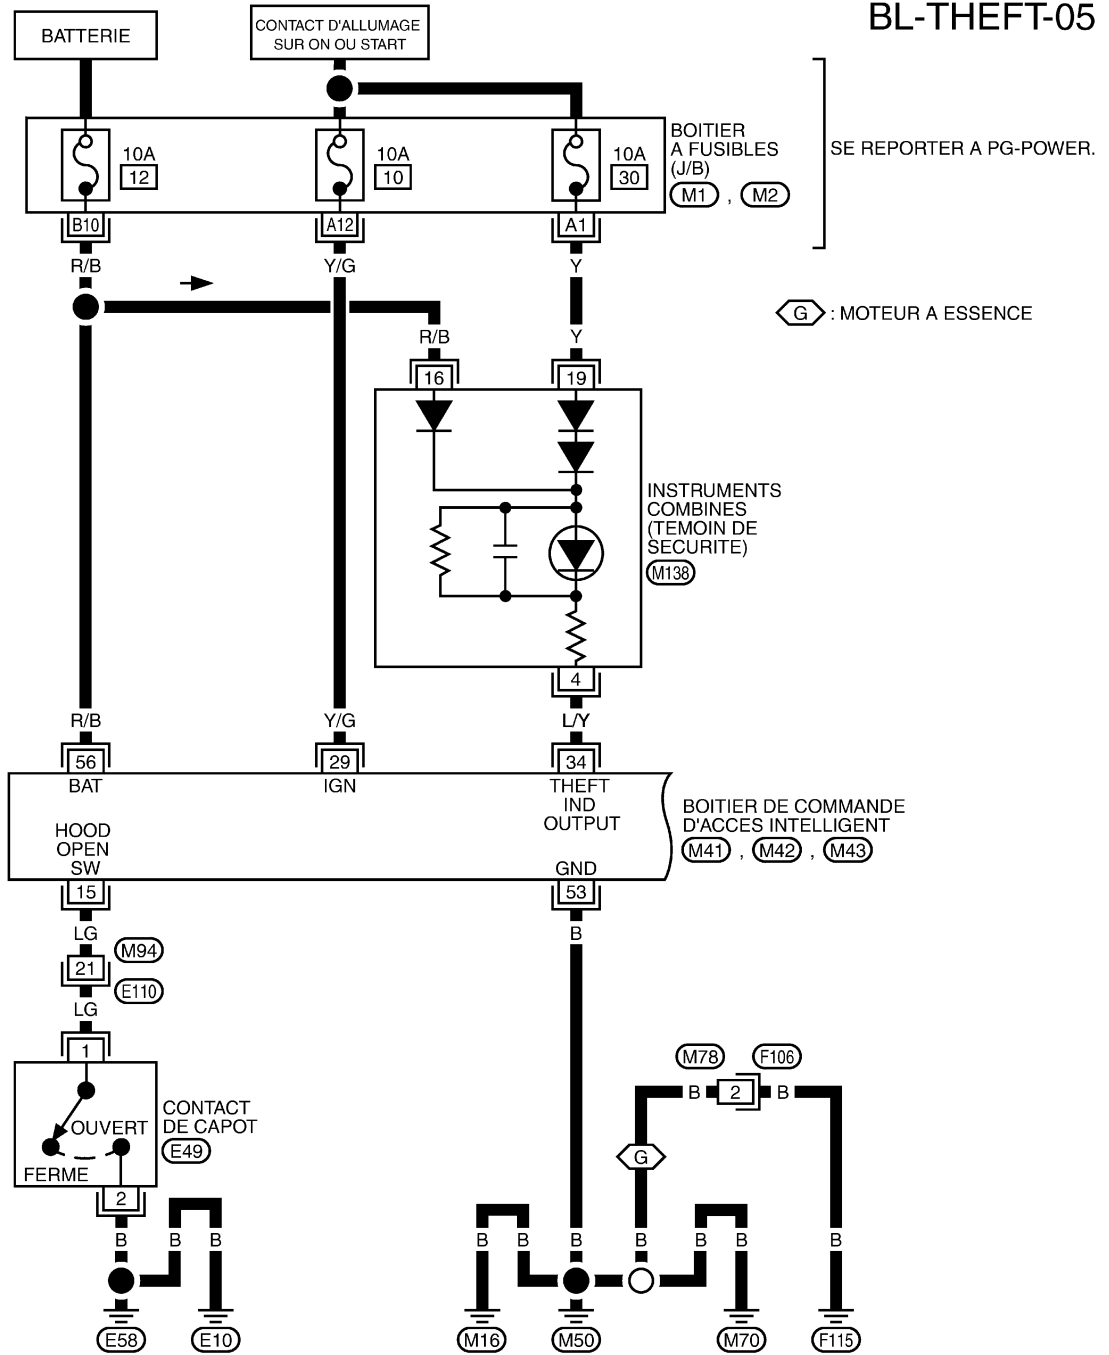 BL-THEFT-05
BATTERIE
CONTACT D'ALLUMAGE
SUR ON OU START
10A
12
10A
10
10A
30
BOITIER
A FUSIBLES
(J/B)
M1 , M2
SE REPORTER A PG-POWER.
B10
A12
A1
R/B
Y/G
Y
G : MOTEUR A ESSENCE
R/B
Y
16
19
INSTRUMENTS
COMBINES
(TEMOIN DE
SECURITE)
M138
4
R/B
Y/G
L/Y
56
29
34
BAT
IGN
THEFT
IND
OUTPUT
BOITIER DE COMMANDE
D'ACCES INTELLIGENT
M41 , M42 , M43
HOOD
OPEN
SW
GND
15
53
LG
B
M94
21
E110
LG
1
M78
F106
B
2
B
CONTACT
DE CAPOT
E49
OUVERT
FERME
G
2
B
B
B
B
B
B
B
B
B
B
E58
E10
M16
M50
M70
F115